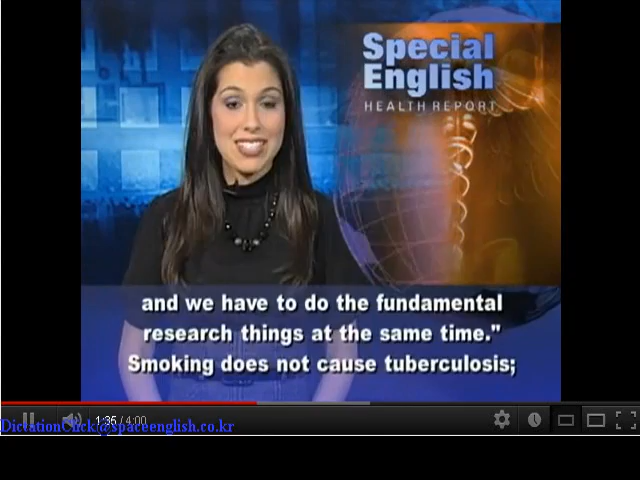 Special
English
HEALTH REPORT
and we have to do the fundamental
research things at the same time."
Smoking does not cause tuberculosis;
1:35 / 4:00
DictationClick@spaceenglish.co.kr